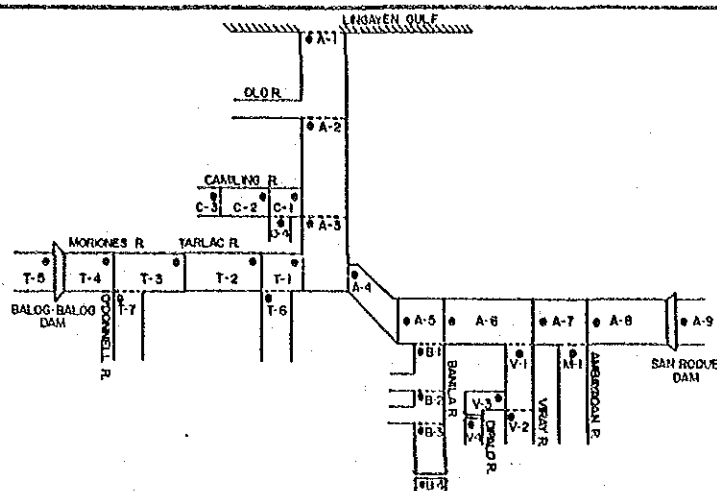 LINGAYEN GULF
A-1
OLO R.
A-2
CAMILING R.
C-3 C-2 C-1
A-3
MORIONES R. TARLAC R.
T-5 T-4 T-3 T-2 T-1
A-4
BALOG-BALOG DAM
O'DONNELL R.
T-7
T-6
A-5 A-6 A-7 A-8 A-9
SAN ROQUE DAM
B-1
BANILA R.
V-1
VIRAY R.
M-1
B-2
V-3
V-2
B-3
V-4
DIPALO R.
B-4